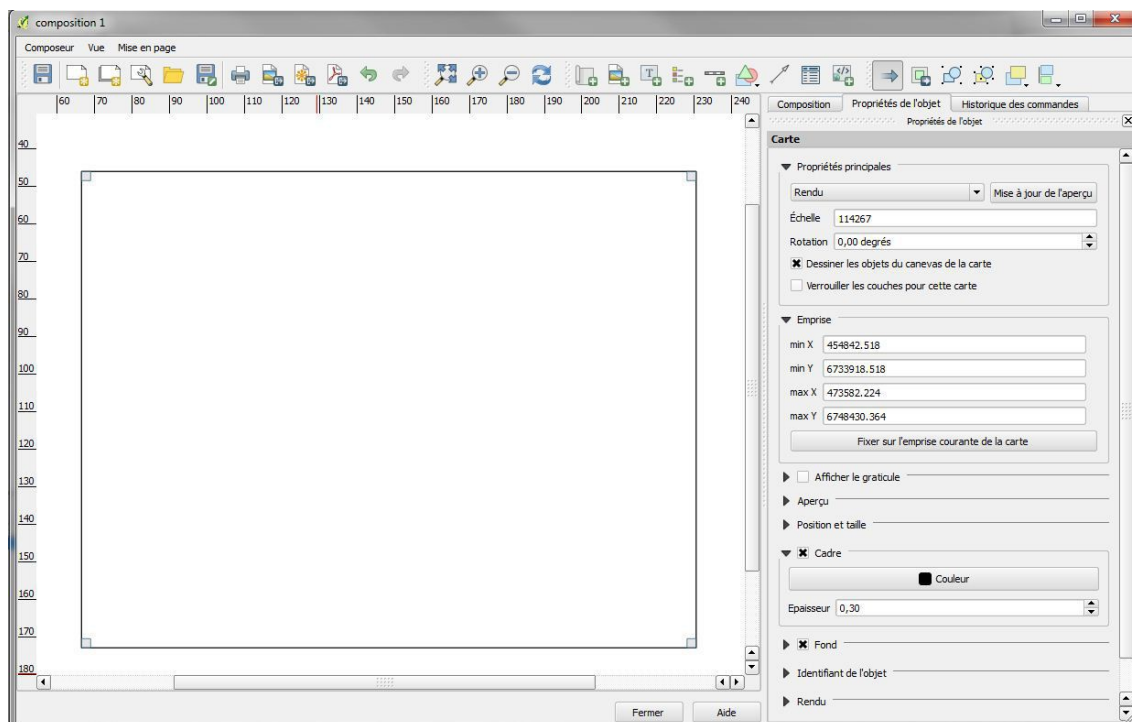 composition 1
Composeur Vue Mise en page
60 70 80 90 100 110 120 130 140 150 160 170 180 190 200 210 220 230 240
40
50
60
70
80
90
100
110
120
130
140
150
160
170
180
Fermer Aide
Composition Propriétés de l'objet Historique des commandes
Propriétés de l'objet
Carte
Propriétés principales
Rendu Mise à jour de l'aperçu
Échelle 114267
Rotation 0,00 degrés
Dessiner les objets du canevas de la carte
Verrouiller les couches pour cette carte
Emprise
min X 454842.518
min Y 6733918.518
max X 473582.224
max Y 6748430.364
Fixer sur l'emprise courante de la carte
Afficher le graticule
Aperçu
Position et taille
Cadre
Couleur
Epaisseur 0,30
Fond
Identifiant de l'objet
Rendu